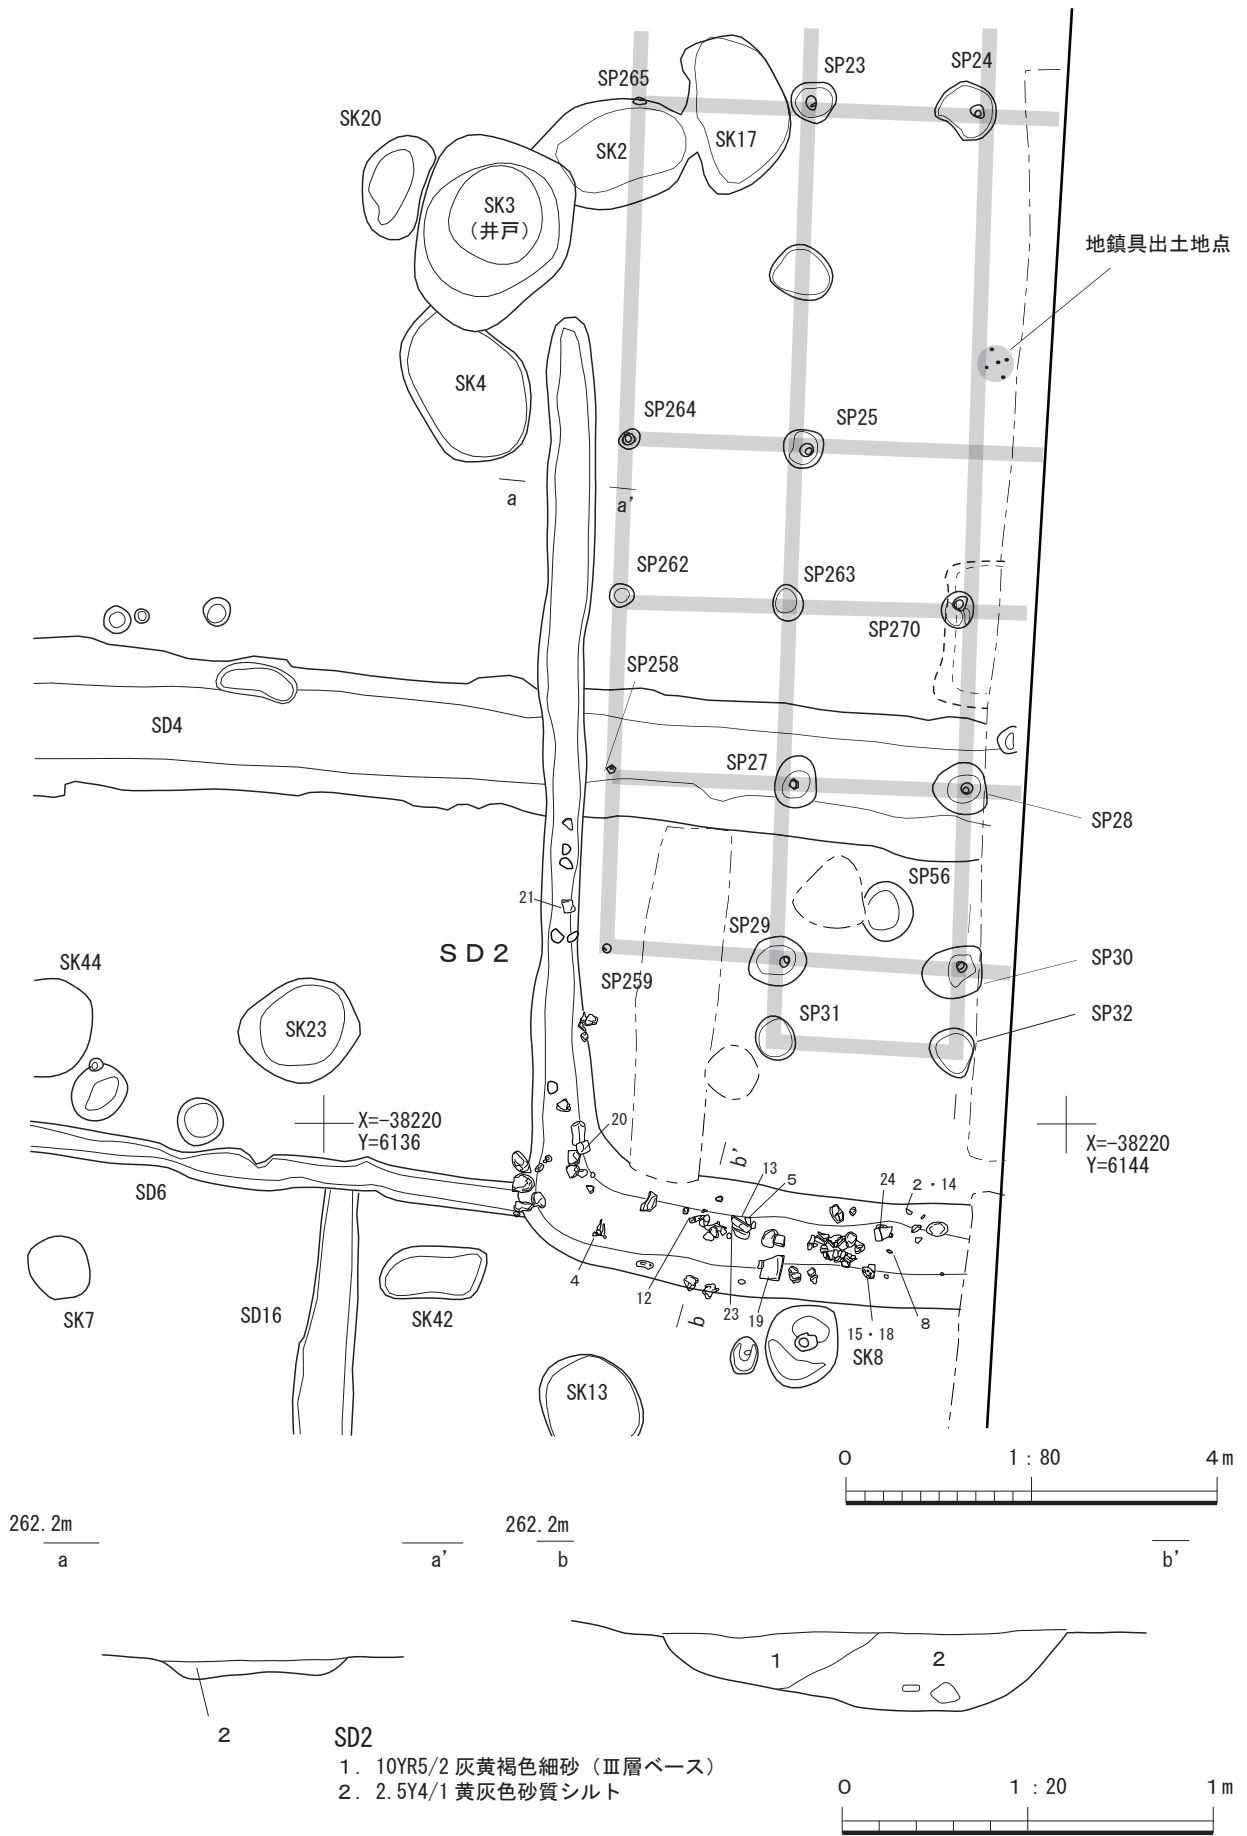 SP265
SP23
SP24
SK20
SK2
SK17
SK3
（井戸）
地鎮具出土地点
SK4
SP264
SP25
a
a’
SP262
SP263
SP270
SP258
SD4
SP27
SP28
SP56
21
SP29
SD2
SK44
SP259
SP30
SK23
SP31
SP32
X=-38220
Y=6136
20
X=-38220
Y=6144
b’
13
5
24
2・14
SD6
4
12
23
19
15・18
8
SK7
SD16
SK42
b
SK8
SK13
0 1：80 4m
262.2m
a
a’
262.2m
b
b’
1
2
2
SD2
1. 10YR5/2 灰黄褐色細砂（Ⅲ層ベース）
2. 2.5Y4/1 黄灰色砂質シルト
0 1：20 1m